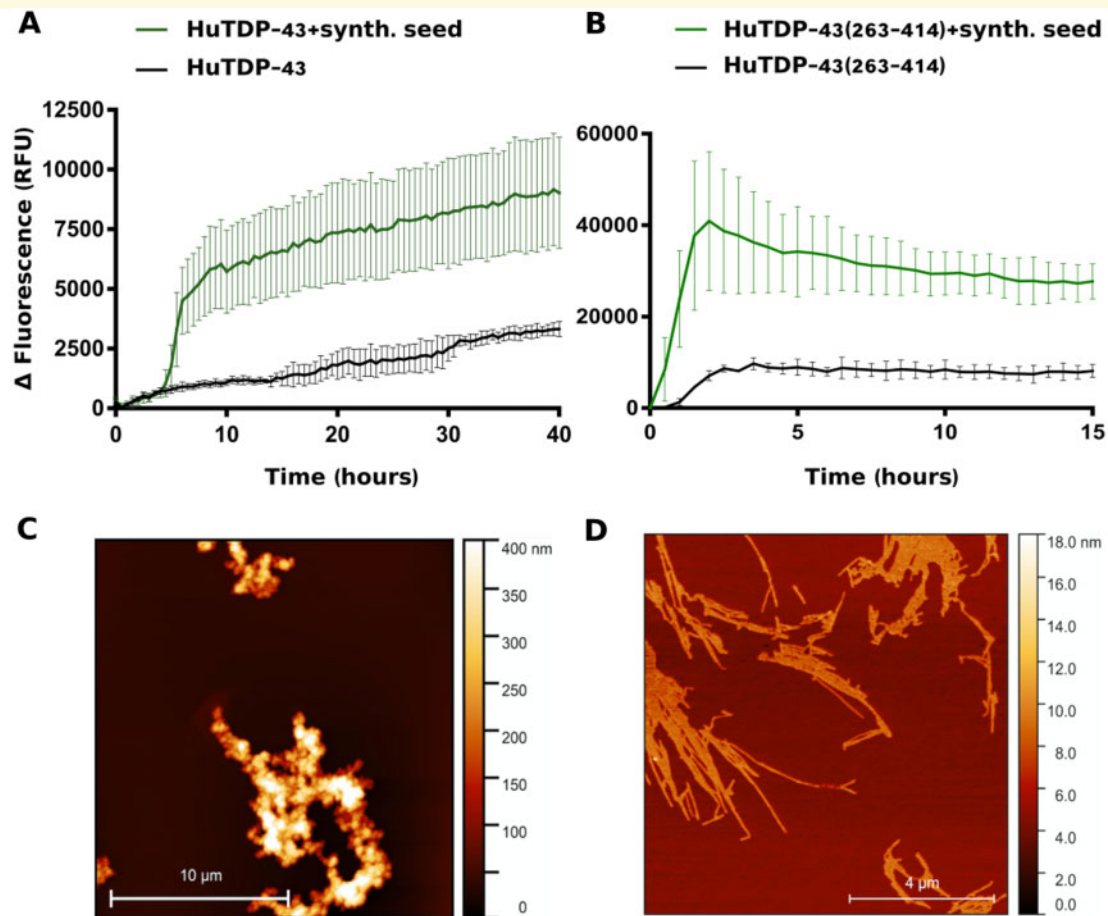 A
HuTDP-43+synth. seed
HuTDP-43
B
HuTDP-43(263-414)+synth. seed
HuTDP-43(263-414)
Δ Fluorescence (RFU)
12500
10000
7500
5000
2500
0
0 10 20 30 40
Time (hours)
60000
40000
20000
0
0 5 10 15
Time (hours)
C
400 nm
350
300
250
200
150
100
0
10 µm
D
18.0 nm
16.0
14.0
12.0
10.0
8.0
6.0
4.0
2.0
0.0
4 µm